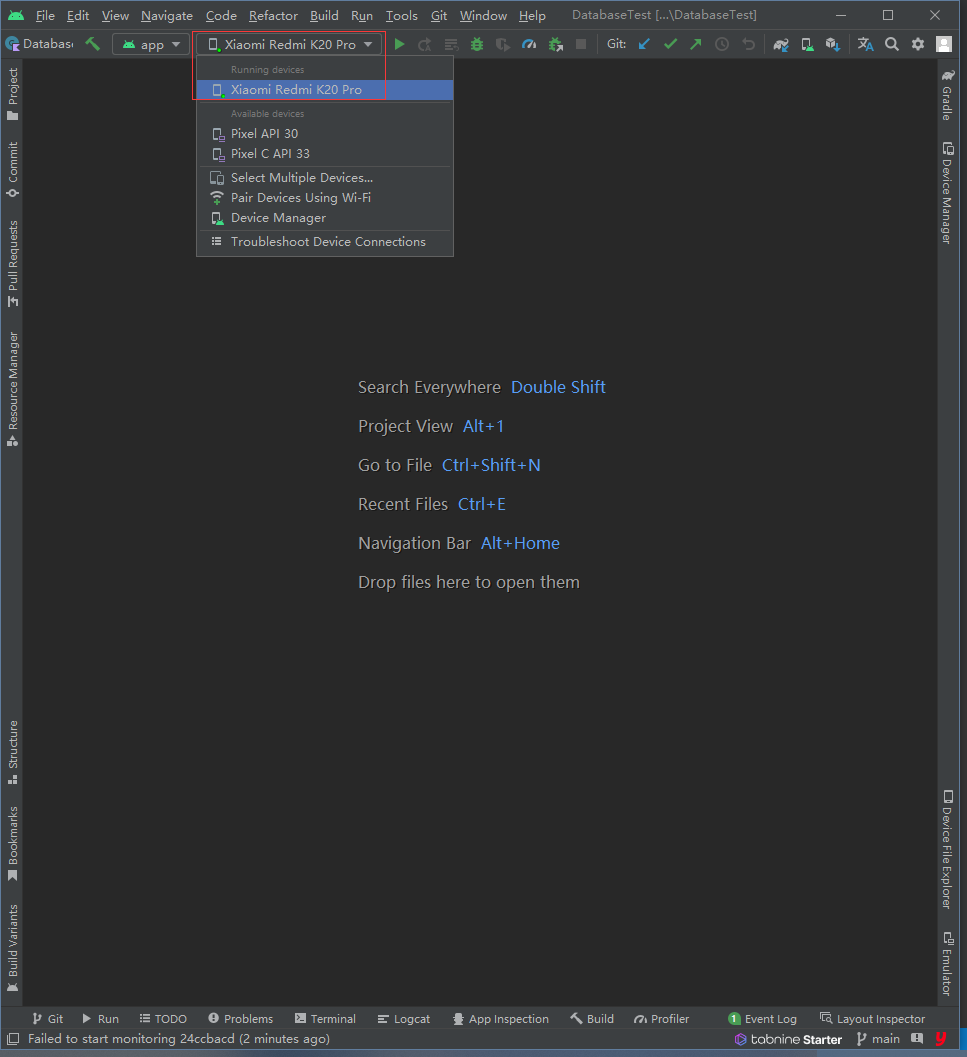 File Edit View Navigate Code Refactor Build Run Tools Git Window Help DatabaseTest [...\DatabaseTest]
Databas app Xiaomi Redmi K20 Pro Git:
Running devices
Xiaomi Redmi K20 Pro
Available devices
Pixel API 30
Pixel C API 33
Select Multiple Devices...
Pair Devices Using Wi-Fi
Device Manager
Troubleshoot Device Connections
Project
Commit
Pull Requests
Resource Manager
Structure
Bookmarks
Build Variants
Search Everywhere Double Shift
Project View Alt+1
Go to File Ctrl+Shift+N
Recent Files Ctrl+E
Navigation Bar Alt+Home
Drop files here to open them
Gradle
Device Manager
Device File Explorer
Emulator
Git Run TODO Problems Terminal Logcat App Inspection Build Profiler 1 Event Log Layout Inspector
Failed to start monitoring 24ccbacd (2 minutes ago) tabnine Starter main y